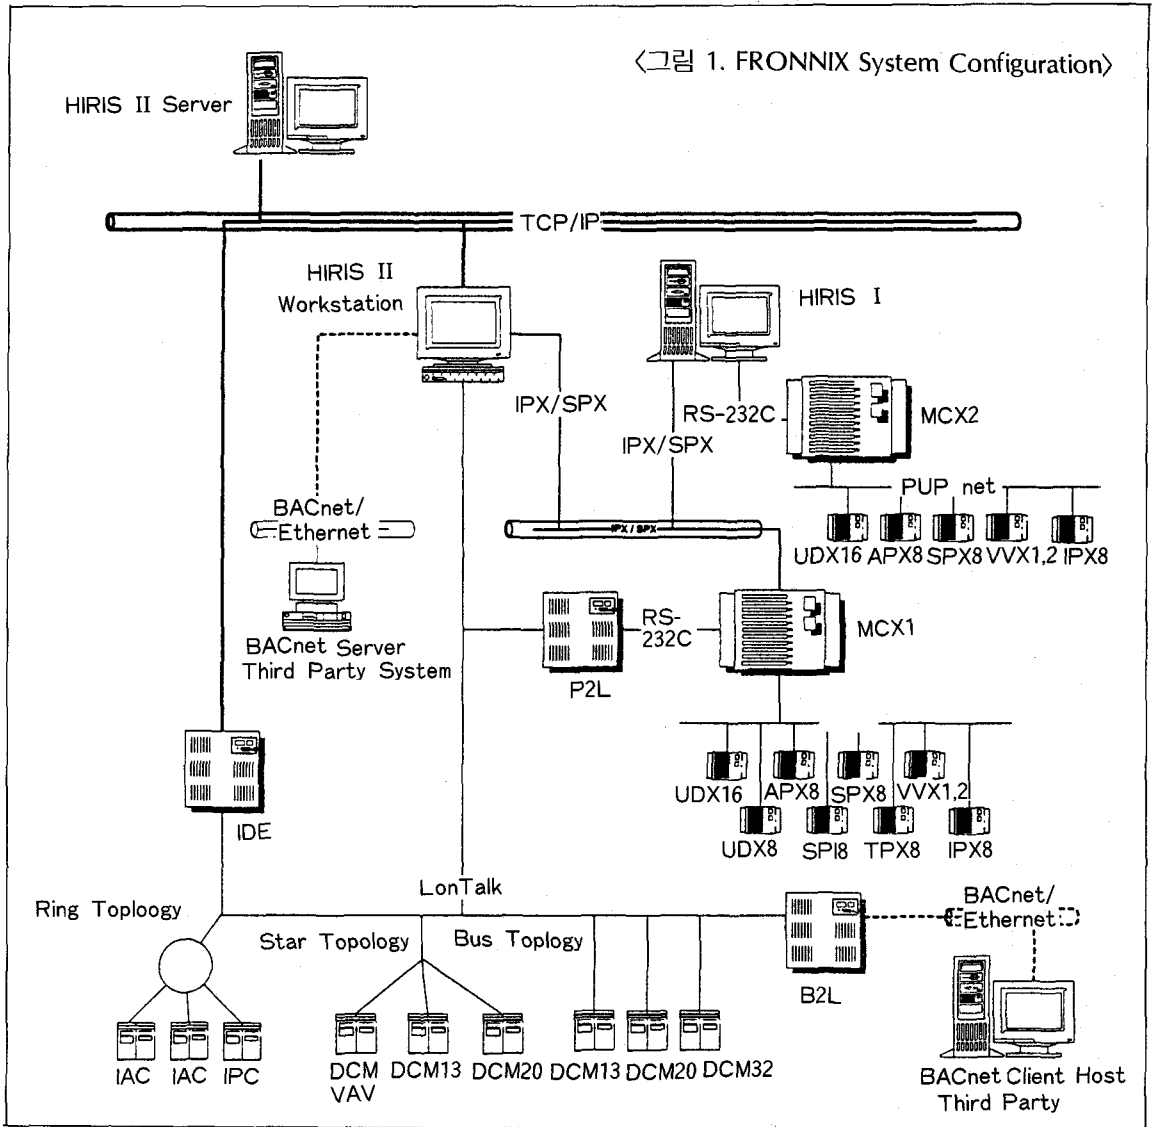 〈그림 1. FRONNIX System Configuration〉
HIRIS II Server
TCP/IP
HIRIS II
Workstation
HIRIS I
IPX/SPX
RS-232C
MCX2
IPX/SPX
PUP net
BACnet/
Ethernet
IPX/SPX
UDX16 APX8 SPX8 VVX1,2 IPX8
BACnet Server
Third Party System
RS-
232C
MCX1
P2L
UDX16 APX8 SPX8 VVX1,2
IDE
UDX8 SPI8 TPX8 IPX8
LonTalk
Ring Toploogy
Star Topology
Bus Toplogy
BACnet/
Ethernet
B2L
IAC IAC IPC
DCM
VAV
DCM13 DCM20 DCM13 DCM20 DCM32
BACnet Client Host
Third Party